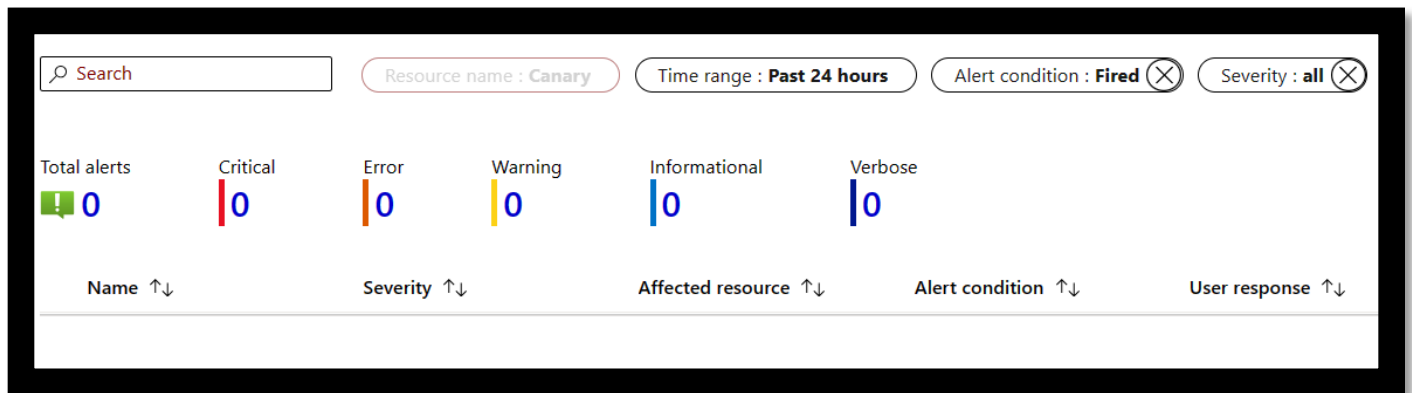 Search Resource name : Canary Time range : Past 24 hours Alert condition : Fired Severity : all
Total alerts Critical Error Warning Informational Verbose
0 0 0 0 0 0
Name ↑↓ Severity ↑↓ Affected resource ↑↓ Alert condition ↑↓ User response ↑↓